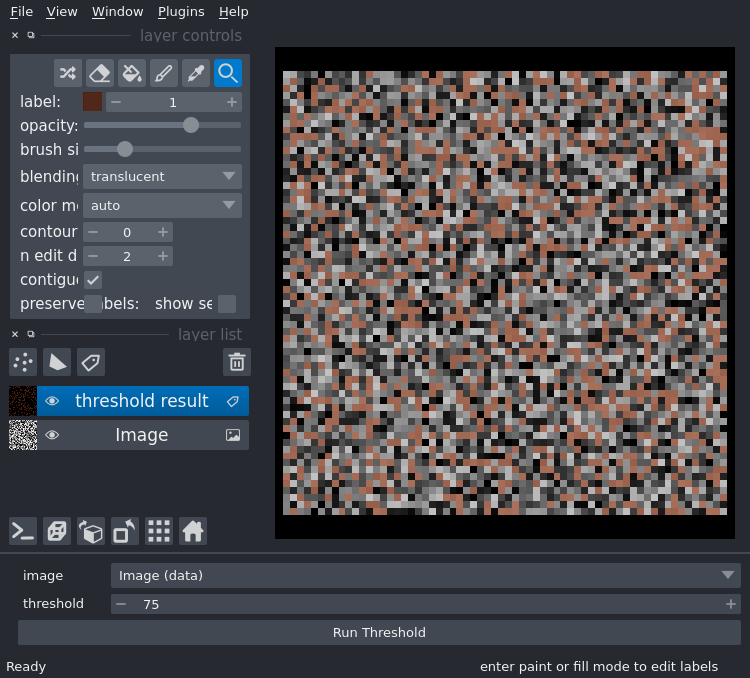 File View Window Plugins Help
layer controls
label: 1
opacity:
brush si
blending translucent
color m auto
contour 0
n edit d 2
contigu
preserve abels: show se
layer list
threshold result
Image
image Image (data)
threshold 75
Run Threshold
Ready enter paint or fill mode to edit labels